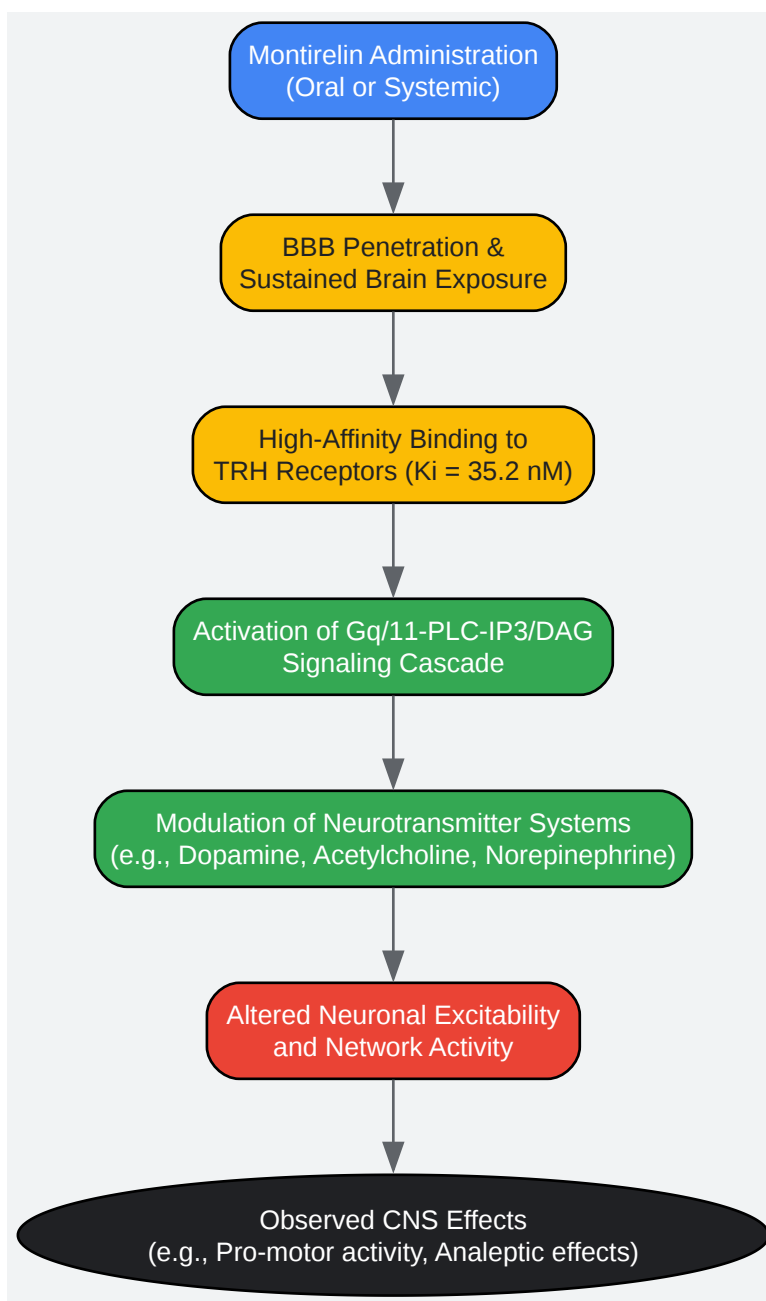 Montirelin Administration
(Oral or Systemic)
BBB Penetration &
Sustained Brain Exposure
High-Affinity Binding to
TRH Receptors (Ki = 35.2 nM)
Activation of Gq/11-PLC-IP3/DAG
Signaling Cascade
Modulation of Neurotransmitter Systems
(e.g., Dopamine, Acetylcholine, Norepinephrine)
Altered Neuronal Excitability
and Network Activity
Observed CNS Effects
(e.g., Pro-motor activity, Analeptic effects)